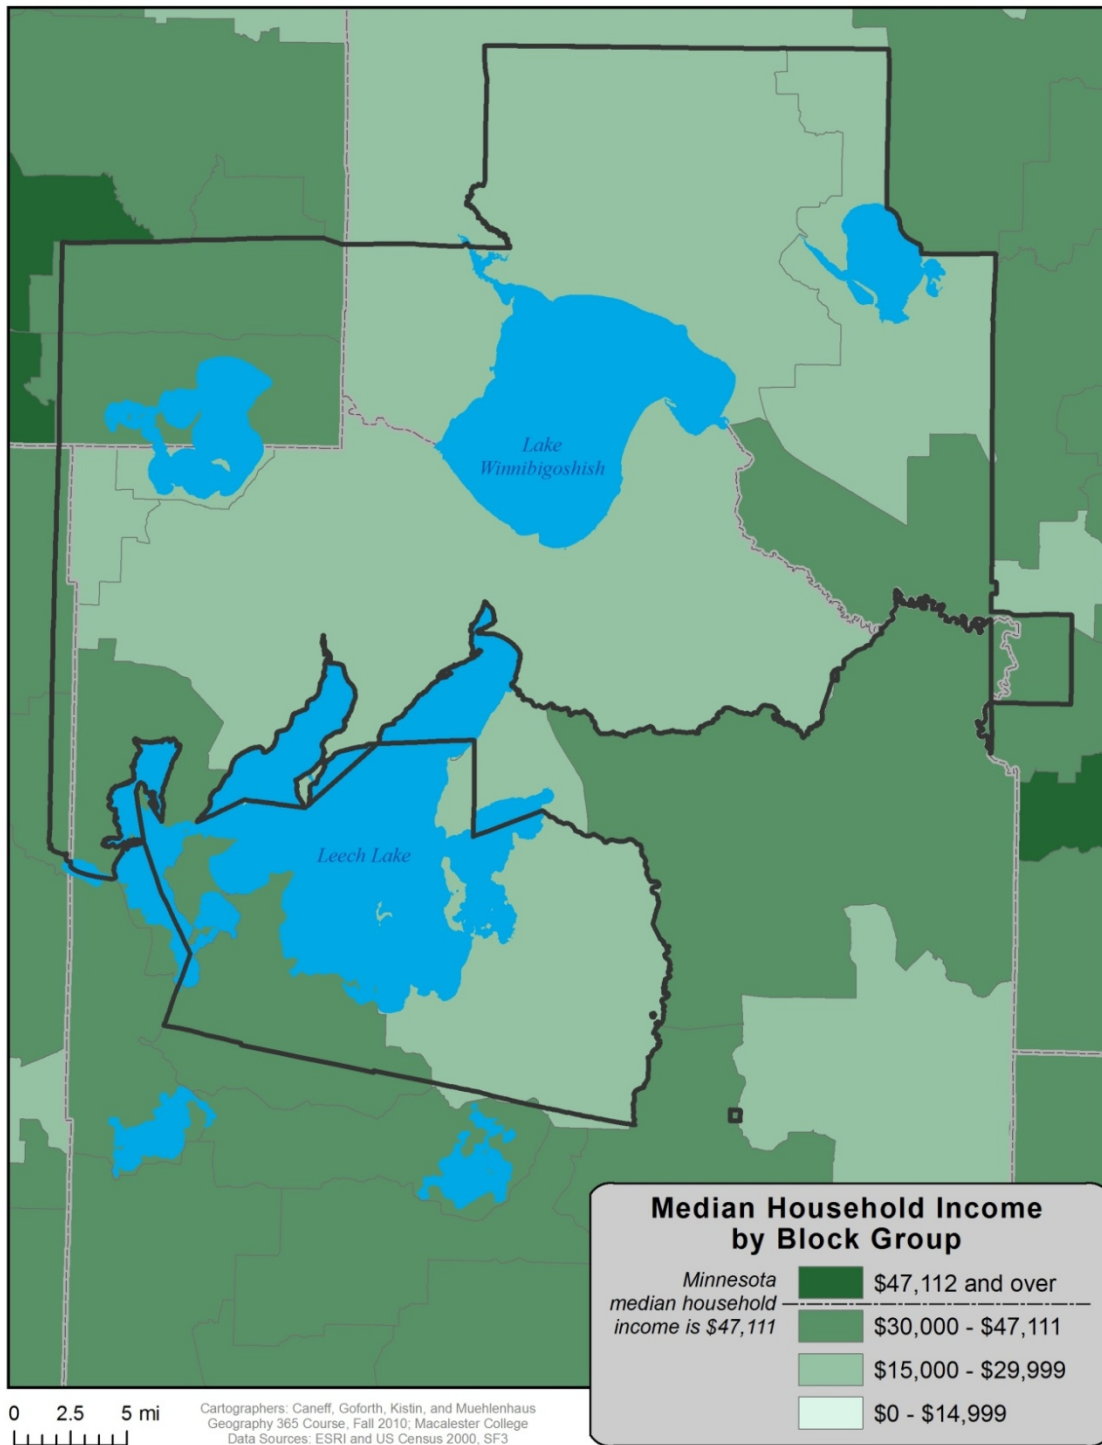 Lake
Winnibigoshish
Leech Lake
Median Household Income
by Block Group
Minnesota
median household
income is $47,111
$47,112 and over
$30,000 - $47,111
$15,000 - $29,999
$0 - $14,999
0 2.5 5 mi
Cartographers: Caneff, Goforth, Kistin, and Muehlenhaus
Geography 365 Course, Fall 2010; Macalester College
Data Sources: ESRI and US Census 2000, SF3